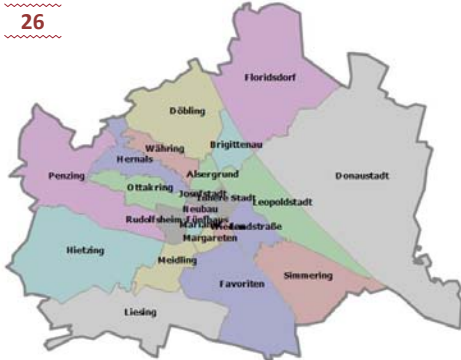 26
Floridsdorf
Döbling
Brigittenau
Währing
Hernals
Penzing
Alsergrund
Donaustadt
Ottakring
Josefstadt
Innere Stadt
Leopoldstadt
Neubau
Rudolfsheim-Fünfhaus
Landstraße
Margareten
Hietzing
Meidling
Simmering
Favoriten
Liesing